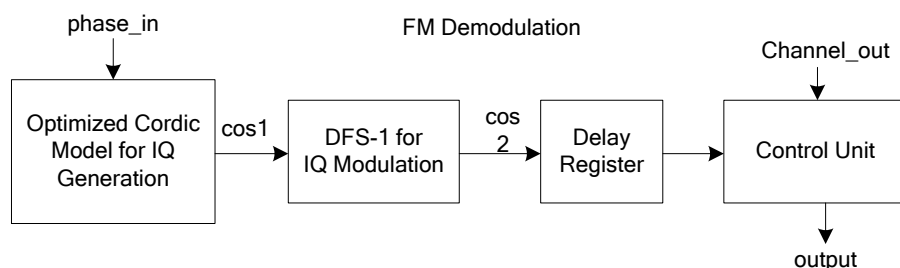 phase_in
FM Demodulation
Channel_out
Optimized Cordic
Model for IQ
Generation
cos1
DFS-1 for
IQ Modulation
cos
2
Delay
Register
Control Unit
output